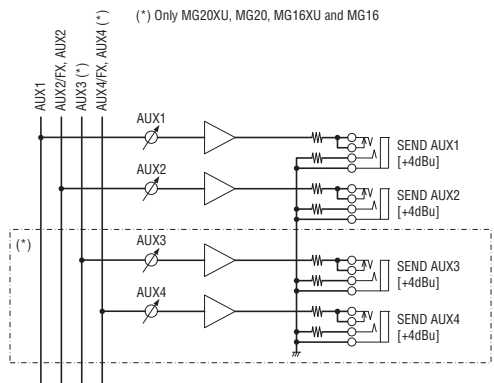 (*) Only MG20XU, MG20, MG16XU and MG16
AUX1
AUX2/FX, AUX2
AUX3 (*)
AUX4/FX, AUX4 (*)
AUX1
SEND AUX1
[+4dBu]
AUX2
SEND AUX2
[+4dBu]
(*)
AUX3
SEND AUX3
[+4dBu]
AUX4
SEND AUX4
[+4dBu]